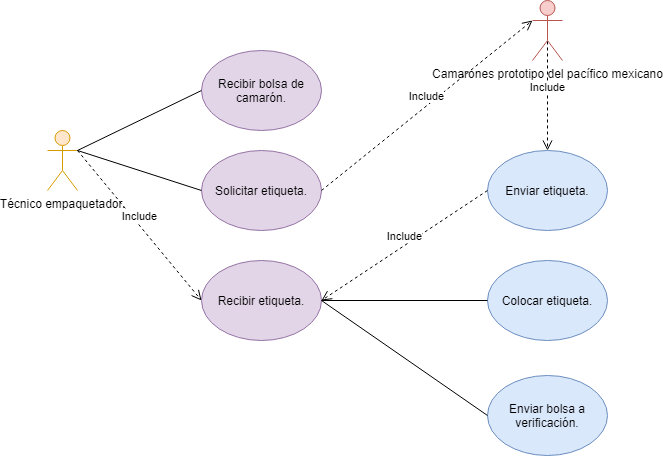 Camarónes prototipo del pacífico mexicano
Include
Recibir bolsa de
camarón.
Include
Técnico empaquetador.
Include
Solicitar etiqueta.
Enviar etiqueta.
Include
Recibir etiqueta.
Colocar etiqueta.
Enviar bolsa a
verificación.